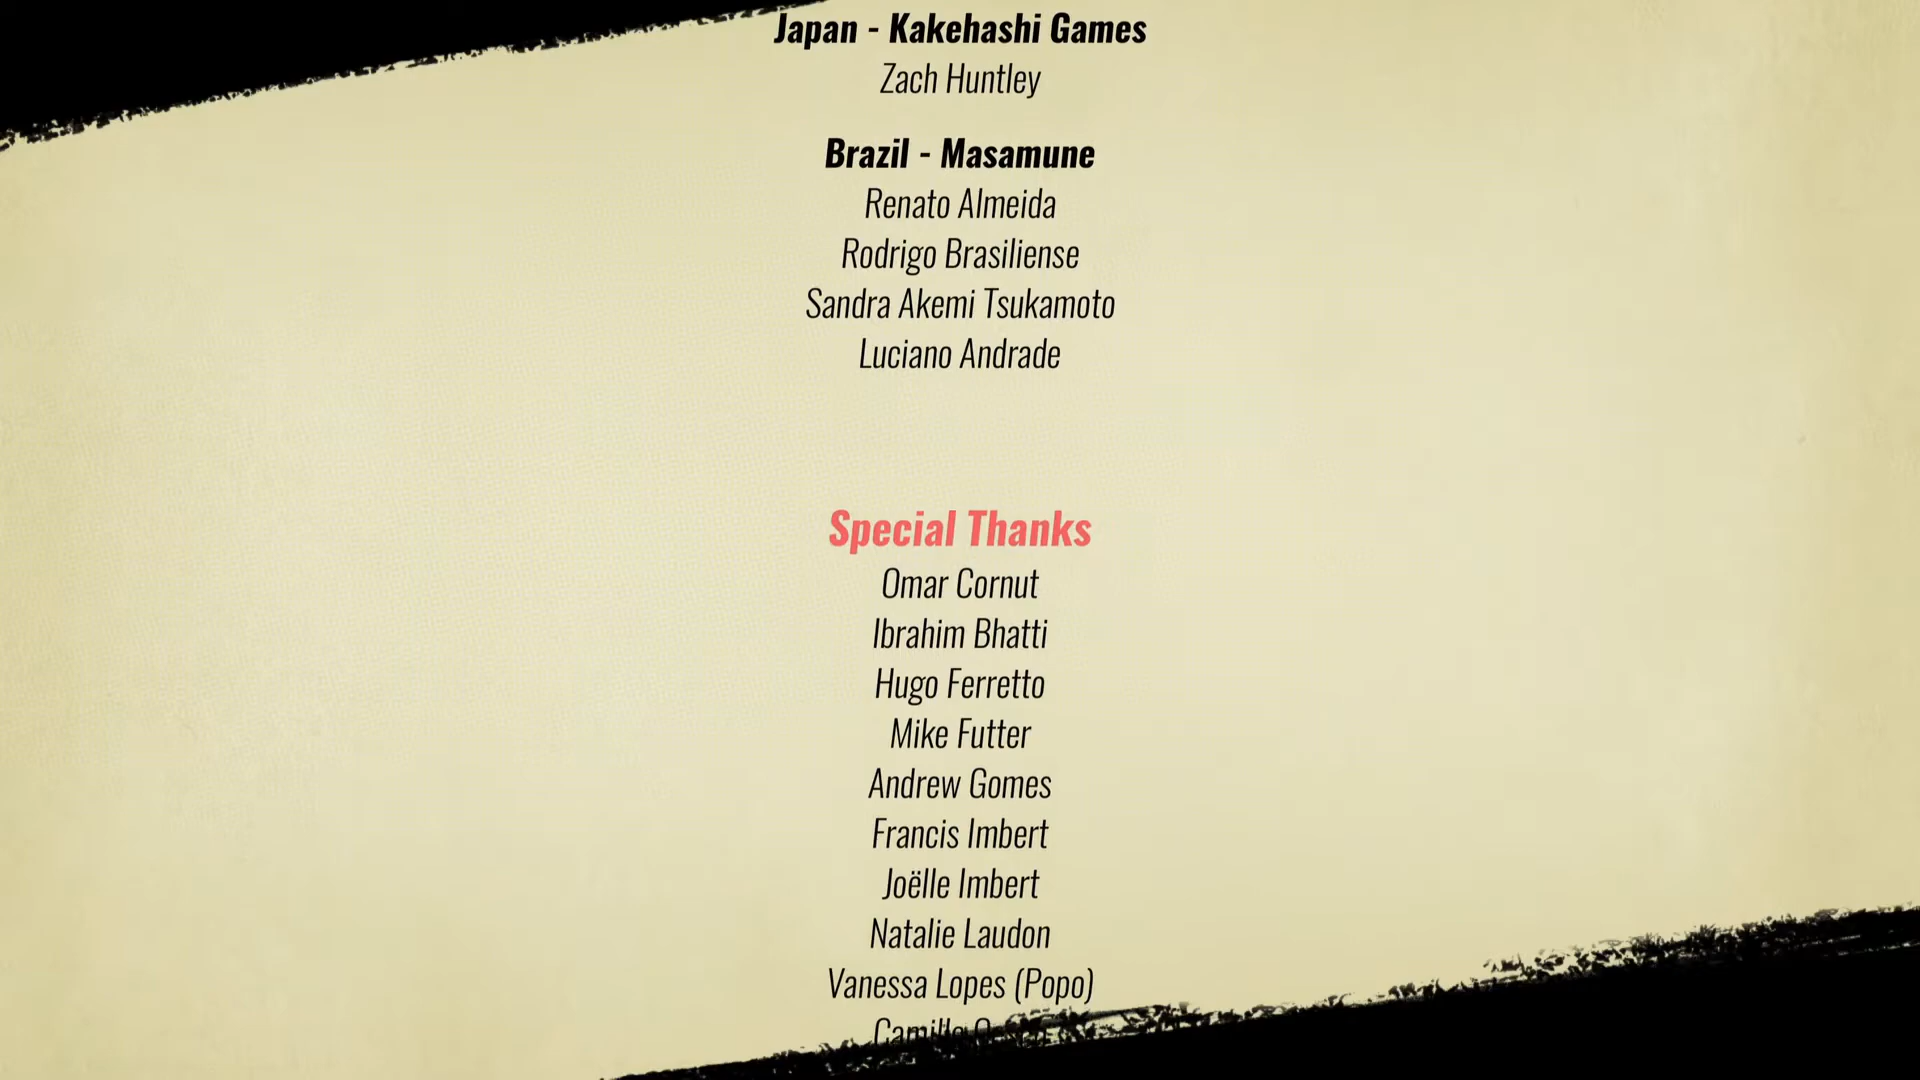 Japan - Kakehashi Games
Zach Huntley
Brazil - Masamune
Renato Almeida
Rodrigo Brasiliense
Sandra Akemi Tsukamoto
Luciano Andrade
Special Thanks
Omar Cornut
Ibrahim Bhatti
Hugo Ferretto
Mike Futter
Andrew Gomes
Francis Imbert
Joëlle Imbert
Natalie Laudon
Vanessa Lopes (Popo)
Camille